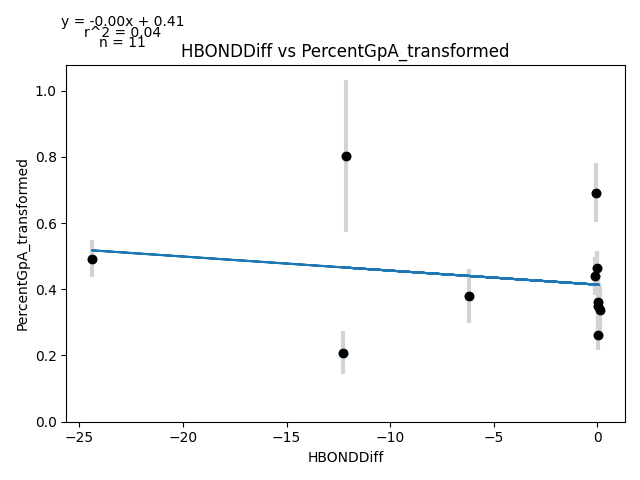 y = -0.00x + 0.41
r^2 = 0.04
n = 11
HBONDDiff vs PercentGpA_transformed
PercentGpA_transformed
1.0
0.8
0.6
0.4
0.2
0.0
−25
−20
−15
−10
−5
0
HBONDDiff